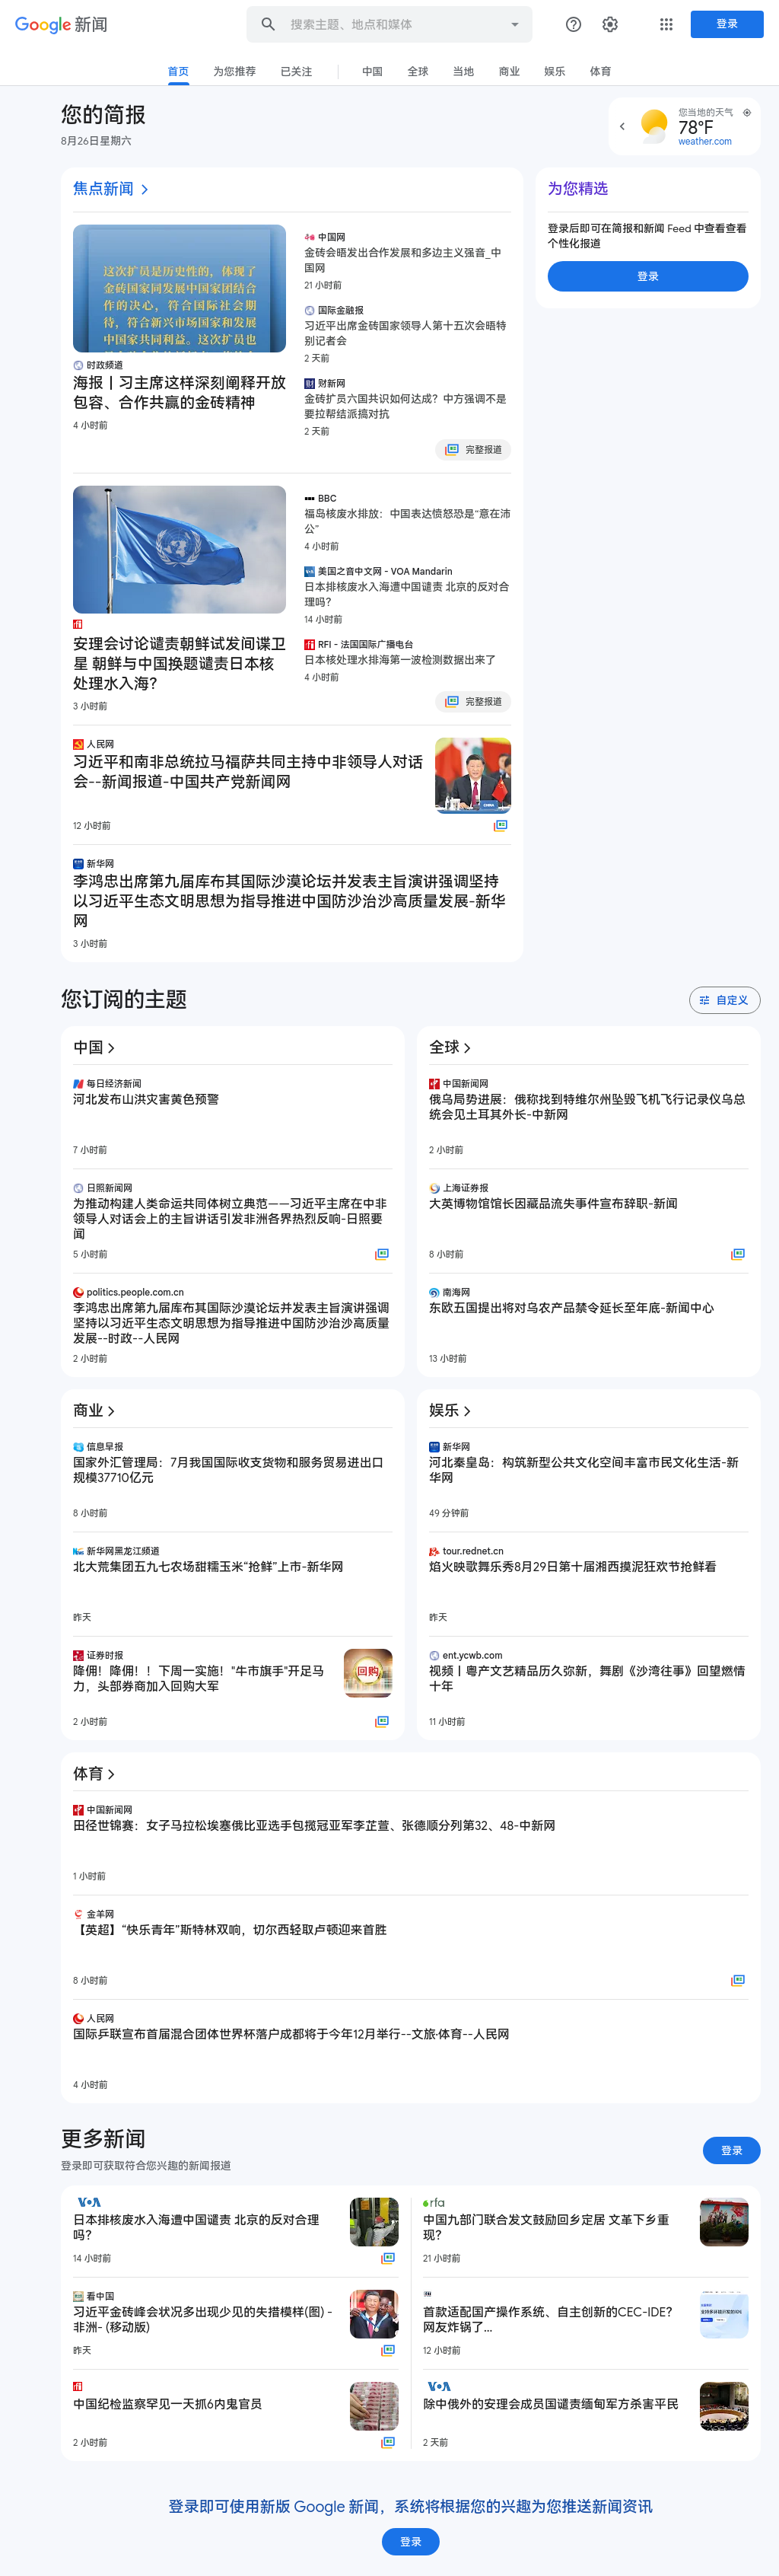 Google 新闻
搜索主题、地点和媒体
登录
首页
为您推荐
已关注
中国
全球
当地
商业
娱乐
体育
您的简报
8月26日星期六
您当地的天气
78°F
weather.com
焦点新闻
这次扩员是历史性的，体现了
金砖国家同发展中国家团结合
作的决心，符合国际社会期
待，符合新兴市场国家和发展
中国家共同利益。这次扩员也
时政频道
海报丨习主席这样深刻阐释开放
包容、合作共赢的金砖精神
4 小时前
中国网
金砖会晤发出合作发展和多边主义强音_中
国网
21 小时前
国际金融报
习近平出席金砖国家领导人第十五次会晤特
别记者会
2 天前
财新网
金砖扩员六国共识如何达成？中方强调不是
要拉帮结派搞对抗
2 天前
完整报道
安理会讨论谴责朝鲜试发间谍卫
星 朝鲜与中国换题谴责日本核
处理水入海？
3 小时前
BBC
福岛核废水排放：中国表达愤怒恐是“意在沛
公”
4 小时前
美国之音中文网 - VOA Mandarin
日本排核废水入海遭中国谴责 北京的反对合
理吗？
14 小时前
RFI - 法国国际广播电台
日本核处理水排海第一波检测数据出来了
4 小时前
完整报道
人民网
习近平和南非总统拉马福萨共同主持中非领导人对话
会--新闻报道-中国共产党新闻网
12 小时前
新华网
李鸿忠出席第九届库布其国际沙漠论坛并发表主旨演讲强调坚持
以习近平生态文明思想为指导推进中国防沙治沙高质量发展-新华
网
3 小时前
为您精选
登录后即可在简报和新闻 Feed 中查看查看
个性化报道
登录
您订阅的主题
自定义
中国
每日经济新闻
河北发布山洪灾害黄色预警
7 小时前
日照新闻网
为推动构建人类命运共同体树立典范——习近平主席在中非
领导人对话会上的主旨讲话引发非洲各界热烈反响-日照要
闻
5 小时前
politics.people.com.cn
李鸿忠出席第九届库布其国际沙漠论坛并发表主旨演讲强调
坚持以习近平生态文明思想为指导推进中国防沙治沙高质量
发展--时政--人民网
2 小时前
全球
中国新闻网
俄乌局势进展：俄称找到特维尔州坠毁飞机飞行记录仪乌总
统会见土耳其外长-中新网
2 小时前
上海证券报
大英博物馆馆长因藏品流失事件宣布辞职-新闻
8 小时前
南海网
东欧五国提出将对乌农产品禁令延长至年底-新闻中心
13 小时前
商业
信息早报
国家外汇管理局：7月我国国际收支货物和服务贸易进出口
规模37710亿元
8 小时前
新华网黑龙江频道
北大荒集团五九七农场甜糯玉米“抢鲜”上市-新华网
昨天
证券时报
降佣！降佣！！下周一实施！"牛市旗手"开足马
力，头部券商加入回购大军
回购
2 小时前
娱乐
新华网
河北秦皇岛：构筑新型公共文化空间丰富市民文化生活-新
华网
49 分钟前
tour.rednet.cn
焰火映歌舞乐秀8月29日第十届湘西摸泥狂欢节抢鲜看
昨天
ent.ycwb.com
视频丨粤产文艺精品历久弥新，舞剧《沙湾往事》回望燃情
十年
11 小时前
体育
中国新闻网
田径世锦赛：女子马拉松埃塞俄比亚选手包揽冠亚军李芷萱、张德顺分列第32、48-中新网
1 小时前
金羊网
【英超】“快乐青年”斯特林双响，切尔西轻取卢顿迎来首胜
8 小时前
人民网
国际乒联宣布首届混合团体世界杯落户成都将于今年12月举行--文旅·体育--人民网
4 小时前
更多新闻
登录即可获取符合您兴趣的新闻报道
登录
VOA
日本排核废水入海遭中国谴责 北京的反对合理
吗？
14 小时前
看中国
习近平金砖峰会状况多出现少见的失措模样(图) -
非洲- (移动版)
昨天
中国纪检监察罕见一天抓6内鬼官员
2 小时前
rfa
中国九部门联合发文鼓励回乡定居 文革下乡重
现？
21 小时前
首款适配国产操作系统、自主创新的CEC-IDE？
网友炸锅了...
12 小时前
VOA
除中俄外的安理会成员国谴责缅甸军方杀害平民
2 天前
登录即可使用新版 Google 新闻，系统将根据您的兴趣为您推送新闻资讯
登录